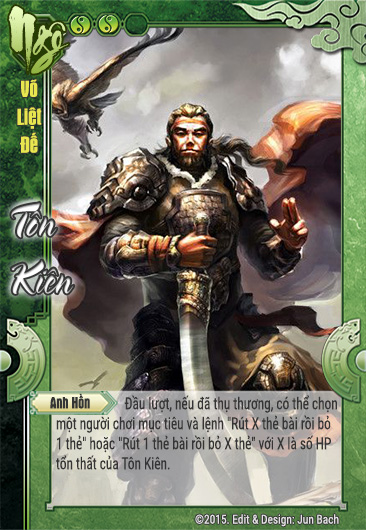 Ngô
Vó
Liệt
Đế
Tôn
Kiên
Anh Hồn
Đầu lượt, nếu đã thụ thương, có thể chọn
một người chơi mục tiêu và lệnh "Rút X thẻ bài rồi bỏ
1 thẻ" hoặc "Rút 1 thẻ bài rồi bỏ X thẻ" với X là số HP
tổn thất của Tôn Kiên.
©2015. Edit & Design: Jun Bach